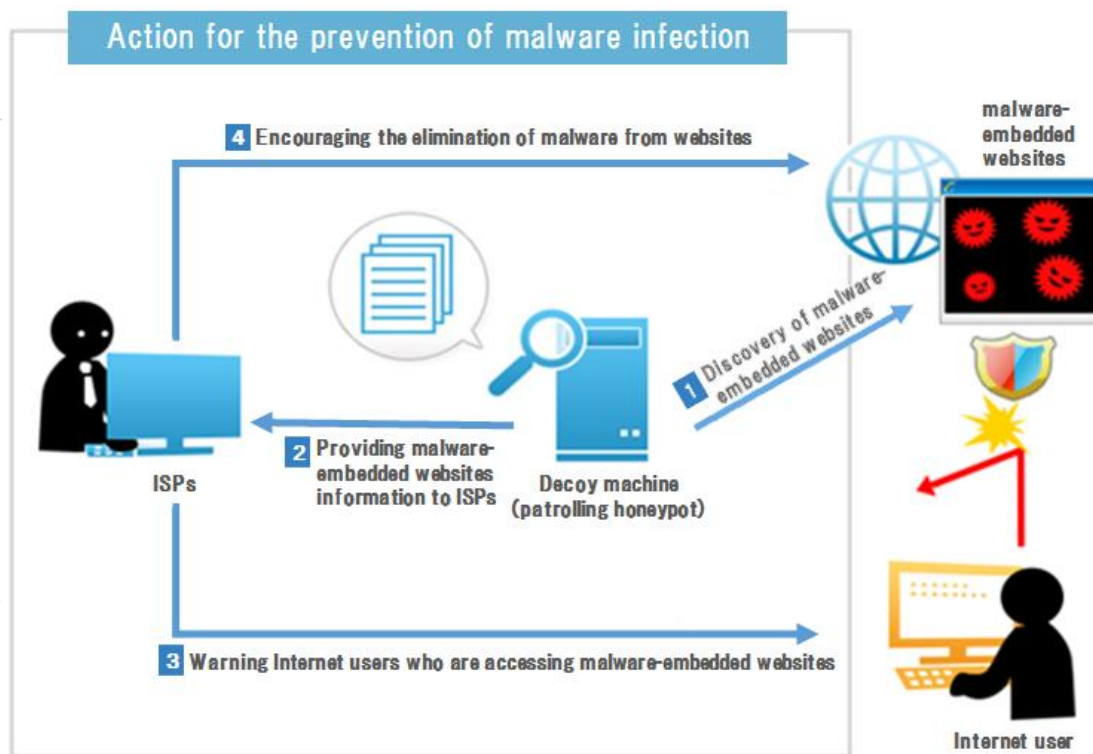 Action for the prevention of malware infection
malware-
embedded
websites
4 Encouraging the elimination of malware from websites
1 Discovery of malware-
embedded websites
2 Providing malware-
embedded websites
information to ISPs
ISPs
Decoy machine
(patrolling honeypot)
3 Warning Internet users who are accessing malware-embedded websites
Internet user